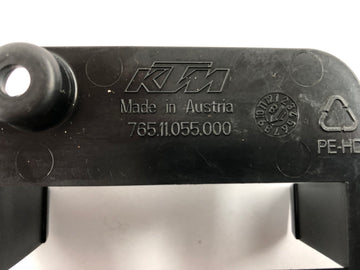 KTM
Made in Austria
765.11.055.000
PE-HD